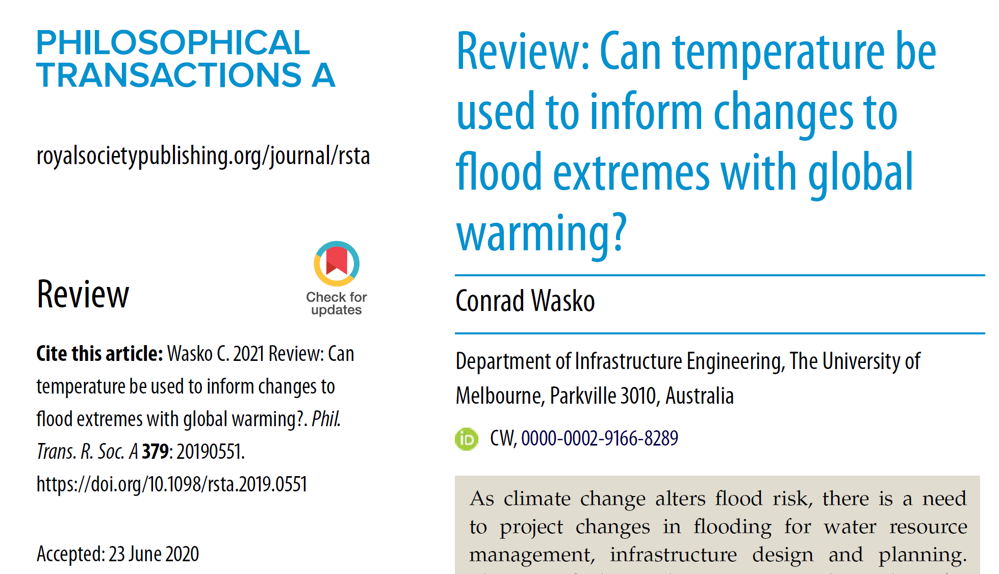 PHILOSOPHICAL
TRANSACTIONS A
royalsocietypublishing.org/journal/rsta
Review
Check for
updates
Cite this article: Wasko C. 2021 Review: Can
temperature be used to inform changes to
flood extremes with global warming?. Phil.
Trans. R. Soc. A 379: 20190551.
https://doi.org/10.1098/rsta.2019.0551
Accepted: 23 June 2020
Review: Can temperature be
used to inform changes to
flood extremes with global
warming?
Conrad Wasko
Department of Infrastructure Engineering, The University of
Melbourne, Parkville 3010, Australia
iD CW, 0000-0002-9166-8289
As climate change alters flood risk, there is a need
to project changes in flooding for water resource
management, infrastructure design and planning.